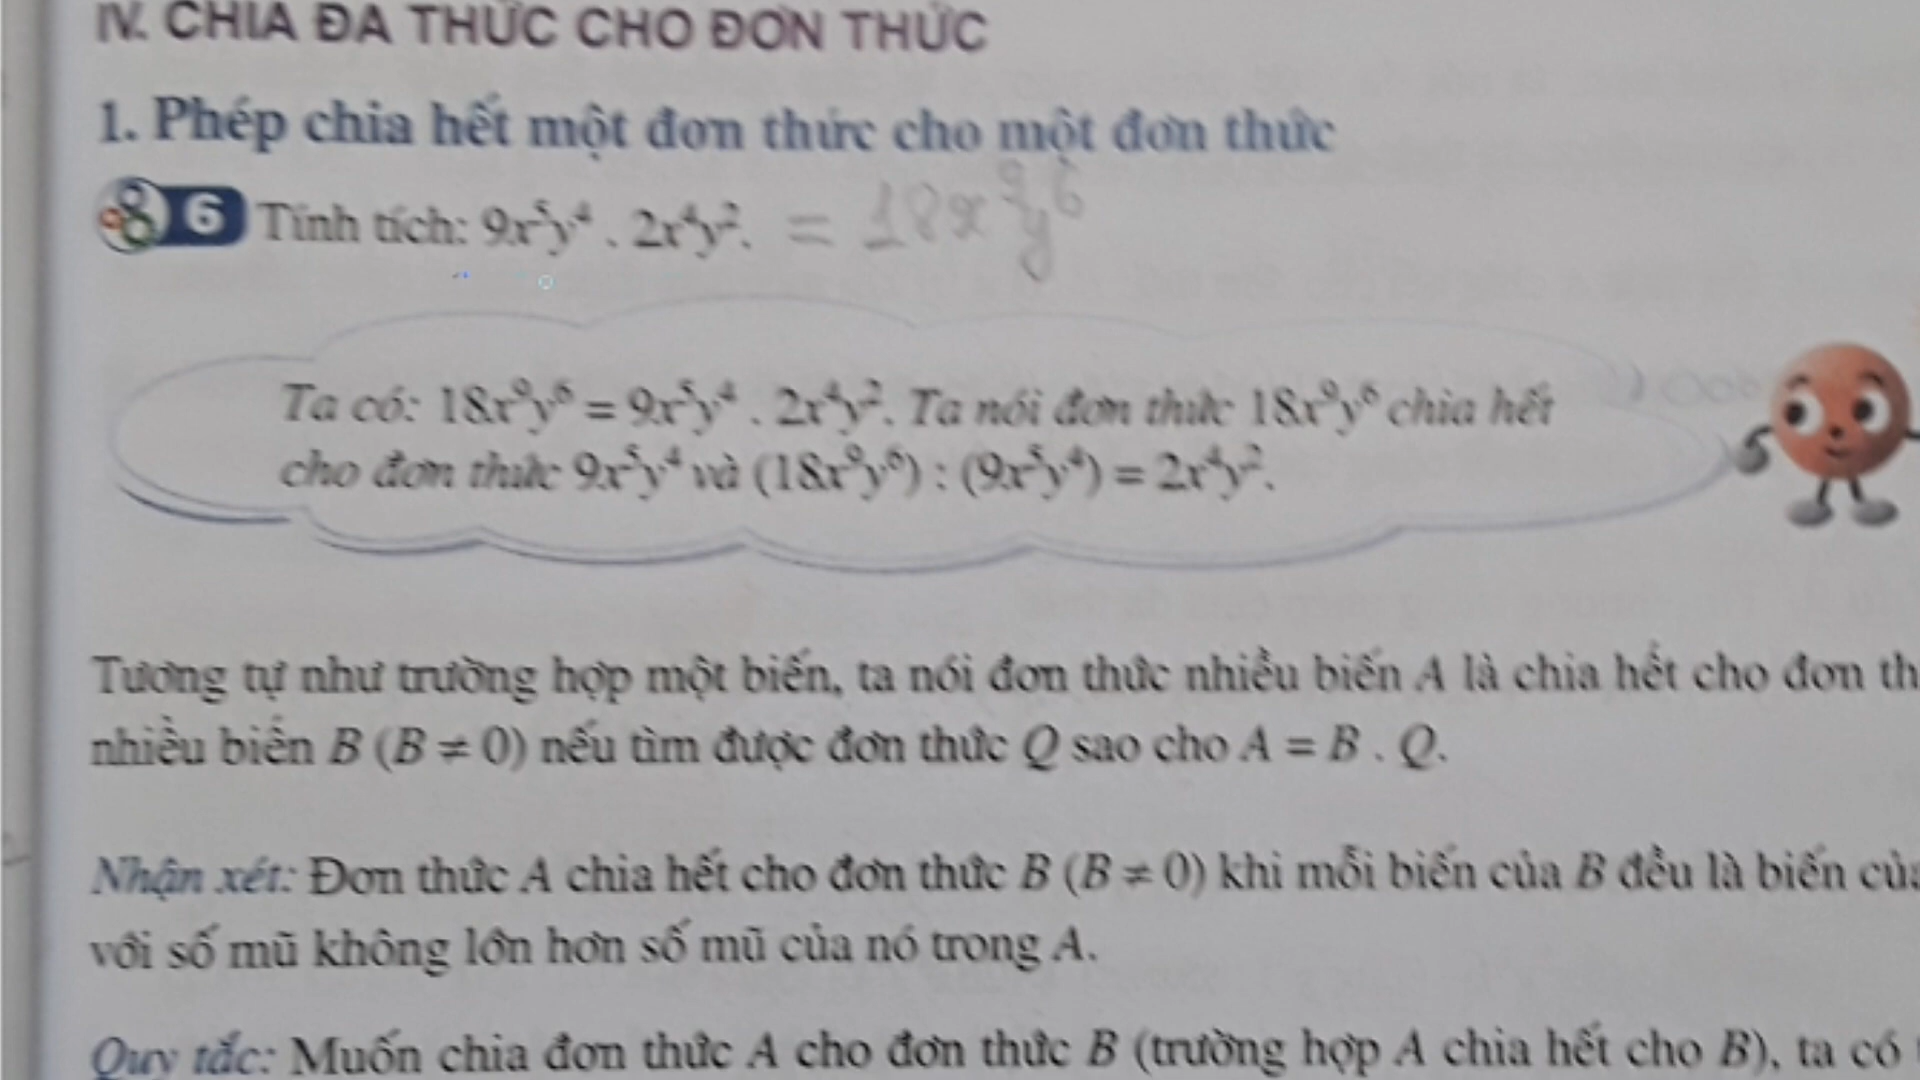 IV. CHIA ĐA THỨC CHO ĐƠN THỨC
1. Phép chia hết một đơn thức cho một đơn thức
6 Tính tích: 9x⁵y⁴ . 2x⁴y². = 18x⁹y⁶
Ta có: 18x⁹y⁶ = 9x⁵y⁴ . 2x⁴y². Ta nói đơn thức 18x⁹y⁶ chia hết
cho đơn thức 9x⁵y⁴ và (18x⁹y⁶) : (9x⁵y⁴) = 2x⁴y².
Tương tự như trường hợp một biến, ta nói đơn thức nhiều biến A là chia hết cho đơn th
nhiều biến B (B ≠ 0) nếu tìm được đơn thức Q sao cho A = B . Q.
Nhận xét: Đơn thức A chia hết cho đơn thức B (B ≠ 0) khi mỗi biến của B đều là biến của
với số mũ không lớn hơn số mũ của nó trong A.
Quy tắc: Muốn chia đơn thức A cho đơn thức B (trường hợp A chia hết cho B), ta có